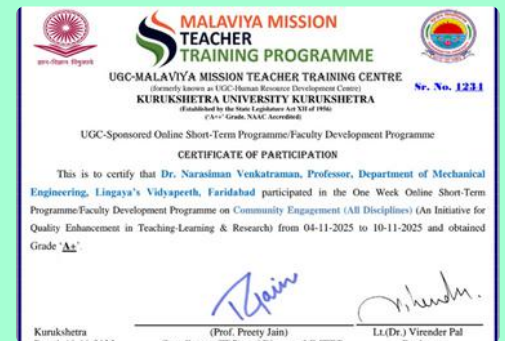 MALAVIYA MISSION
TEACHER
TRAINING PROGRAMME
ज्ञान-विज्ञान विमुक्तये
UGC-MALAVIYA MISSION TEACHER TRAINING CENTRE
(formerly known as UGC-Human Resource Development Centre)
Sr. No. 1231
KURUKSHETRA UNIVERSITY KURUKSHETRA
(Established by the State Legislature Act XII of 1956)
('A++' Grade, NAAC Accredited)
UGC-Sponsored Online Short-Term Programme/Faculty Development Programme
CERTIFICATE OF PARTICIPATION
This is to certify that Dr. Narasiman Venkatraman, Professor, Department of Mechanical
Engineering, Lingaya's Vidyapeeth, Faridabad participated in the One Week Online Short-Term
Programme/Faculty Development Programme on Community Engagement (All Disciplines) (An Initiative for
Quality Enhancement in Teaching-Learning & Research) from 04-11-2025 to 10-11-2025 and obtained
Grade 'A+'.
Kurukshetra
(Prof. Preety Jain)
Lt.(Dr.) Virender Pal